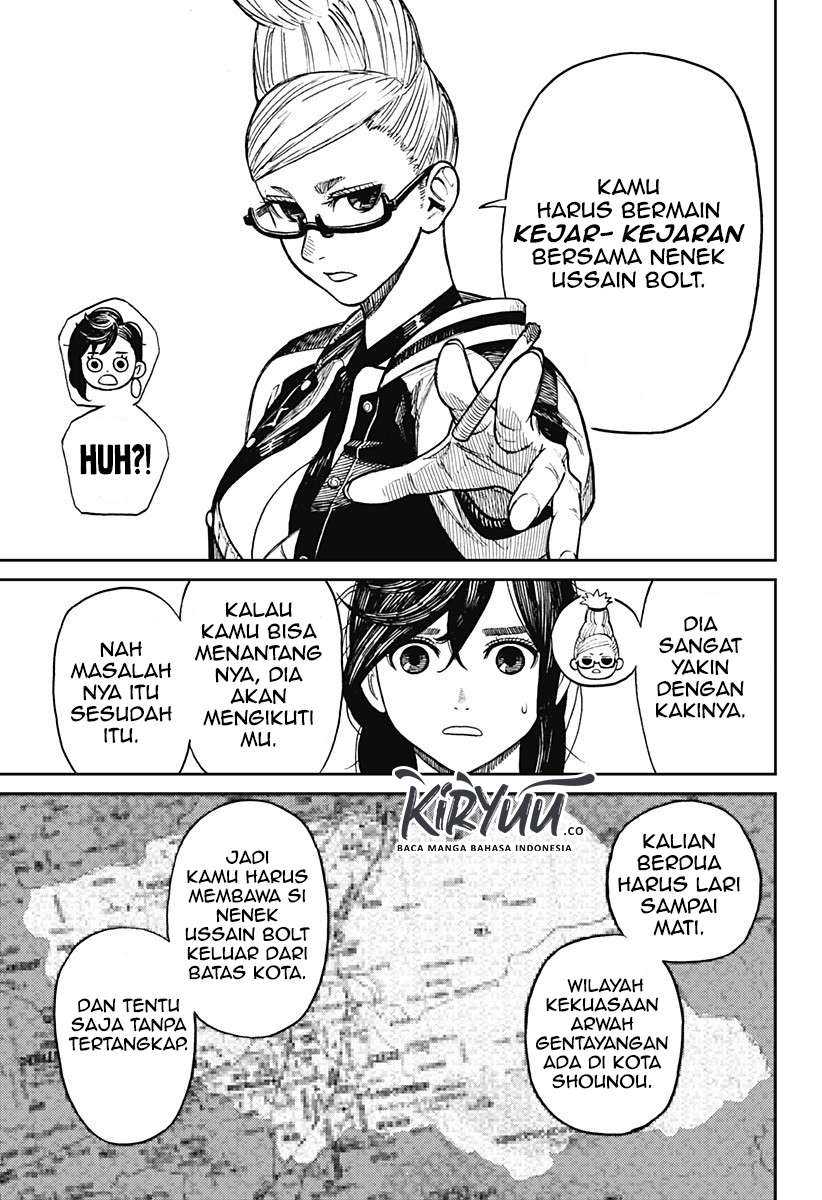 KAMU
HARUS BERMAIN
KEJAR- KEJARAN
BERSAMA NENEK
USSAIN BOLT.
HUH?!
DIA
SANGAT
YAKIN
DENGAN
KAKINYA.
KALAU
KAMU BISA
MENANTANG
NYA, DIA
AKAN
MENGIKUTI
MU.
NAH
MASALAH
NYA ITU
SESUDAH
ITU.
KIRYUU.CO
BACA MANGA BAHASA INDONESIA
KALIAN
BERDUA
HARUS LARI
SAMPAI
MATI.
WILAYAH
KEKUASAAN
ARWAH
GENTAYANGAN
ADA DI KOTA
SHOUNOU.
JADI
KAMU HARUS
MEMBAWA SI
NENEK
USSAIN BOLT
KELUAR DARI
BATAS KOTA.
DAN TENTU
SAJA TANPA
TERTANGKAP.